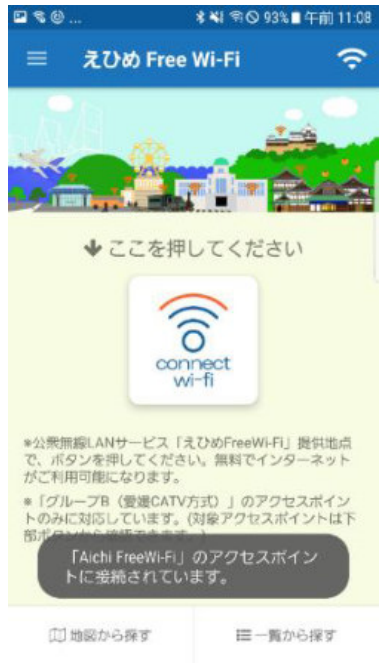 93% 午前 11:08
えひめ Free Wi-Fi
ここを押してください
connect
wi-fi
※公衆無線LANサービス「えひめFreeWi-Fi」提供地点
で、ボタンを押してください。無料でインターネット
がご利用可能になります。
※「グループB（愛媛CATV方式）」のアクセスポイン
トのみに対応しています。(対象アクセスポイントは下
「Aichi FreeWi-Fi」のアクセスポイン
トに接続されています。
地図から探す
一覧から探す